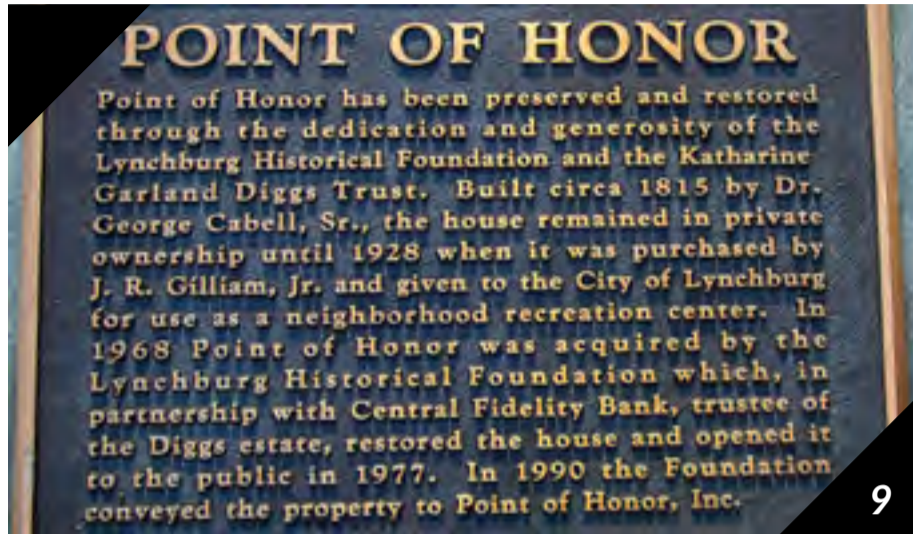 POINT OF HONOR
Point of Honor has been preserved and restored
through the dedication and generosity of the
Lynchburg Historical Foundation and the Katharine
Garland Diggs Trust. Built circa 1815 by Dr.
George Cabell, Sr., the house remained in private
ownership until 1928 when it was purchased by
J. R. Gilliam, Jr. and given to the City of Lynchburg
for use as a neighborhood recreation center. In
1968 Point of Honor was acquired by the
Lynchburg Historical Foundation which, in
partnership with Central Fidelity Bank, trustee of
the Diggs estate, restored the house and opened it
to the public in 1977. In 1990 the Foundation
conveyed the property to Point of Honor, Inc.
9